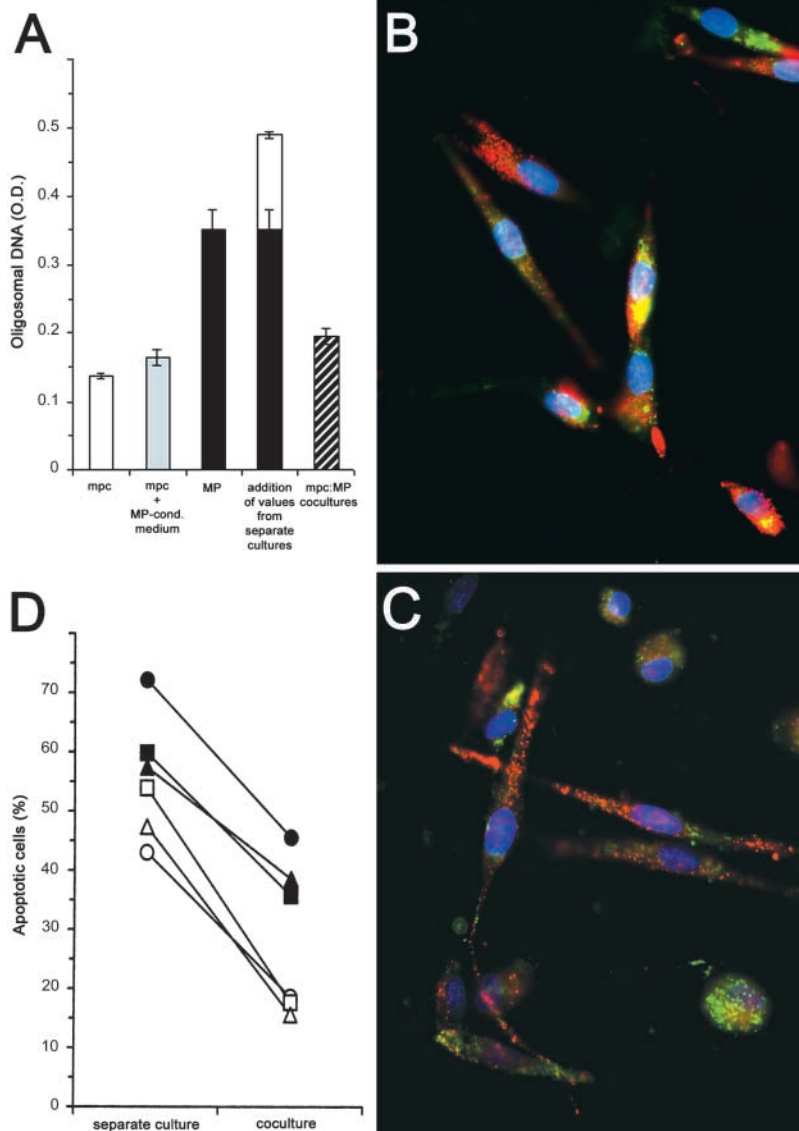 A
Oligosomal DNA (O.D.)
0.5
0.4
0.3
0.2
0.1
0
mpc
mpc
+
MP-cond.
medium
MP
addition
of values
from
separate
cultures
mpc:MP
cocultures
B
D
Apoptotic cells (%)
70
60
50
40
30
20
10
0
separate culture
coculture
C